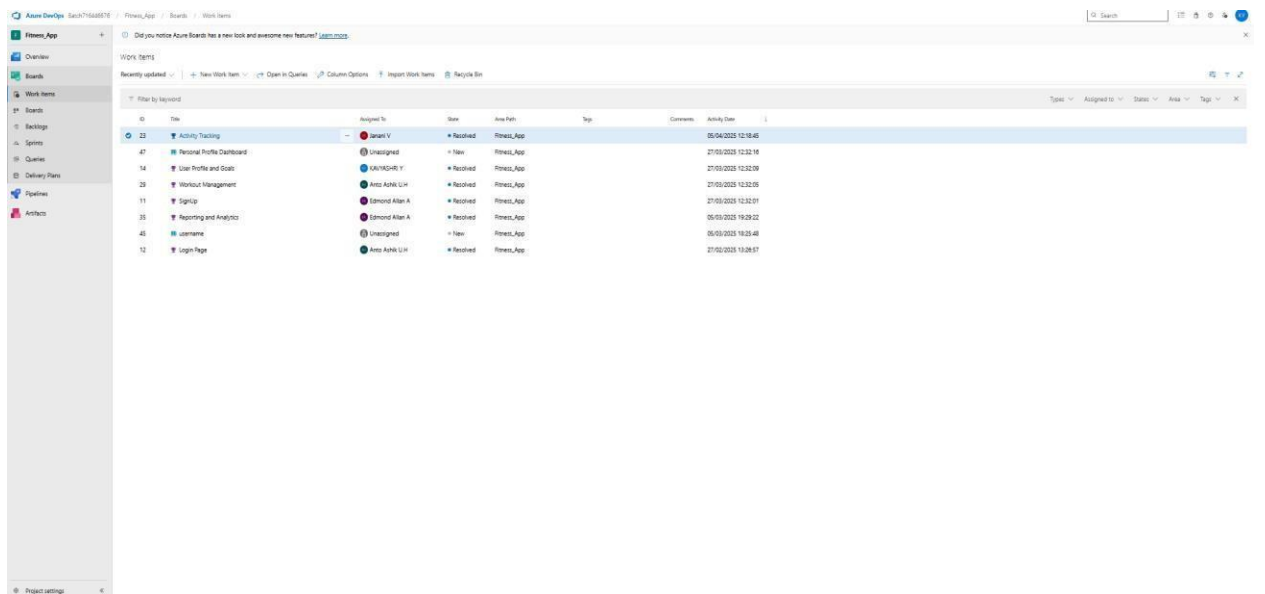 Azure DevOps / Fitness_App / Boards / Work items
Search
Fitness_App +
Did you notice Azure Boards has a new look and awesome new features? Learn more.
Overview
Boards
Work items
Boards
Backlogs
Sprints
Queries
Delivery Plans
Pipelines
Artifacts
Project settings
Work items
Recently updated + New Work Item Open in Queries Column Options Import Work Items Recycle Bin
Filter by keyword Types Assigned to States Area Tags
ID Title Assigned To State Area Path Tags Comments Activity Date
23 Activity Tracking Janani V Resolved Fitness_App 05/04/2025 12:18:45
47 Personal Profile Dashboard Unassigned New Fitness_App 27/03/2025 12:32:16
14 User Profile and Goals KAVYASHRI Y Resolved Fitness_App 27/03/2025 12:32:09
29 Workout Management Anto Ashik U.H Resolved Fitness_App 27/03/2025 12:32:05
11 SignUp Edmond Allan A Resolved Fitness_App 27/03/2025 12:32:01
35 Reporting and Analytics Edmond Allan A Resolved Fitness_App 05/03/2025 19:29:22
45 username Unassigned New Fitness_App 05/03/2025 18:25:48
12 Login Page Anto Ashik U.H Resolved Fitness_App 27/02/2025 13:26:57